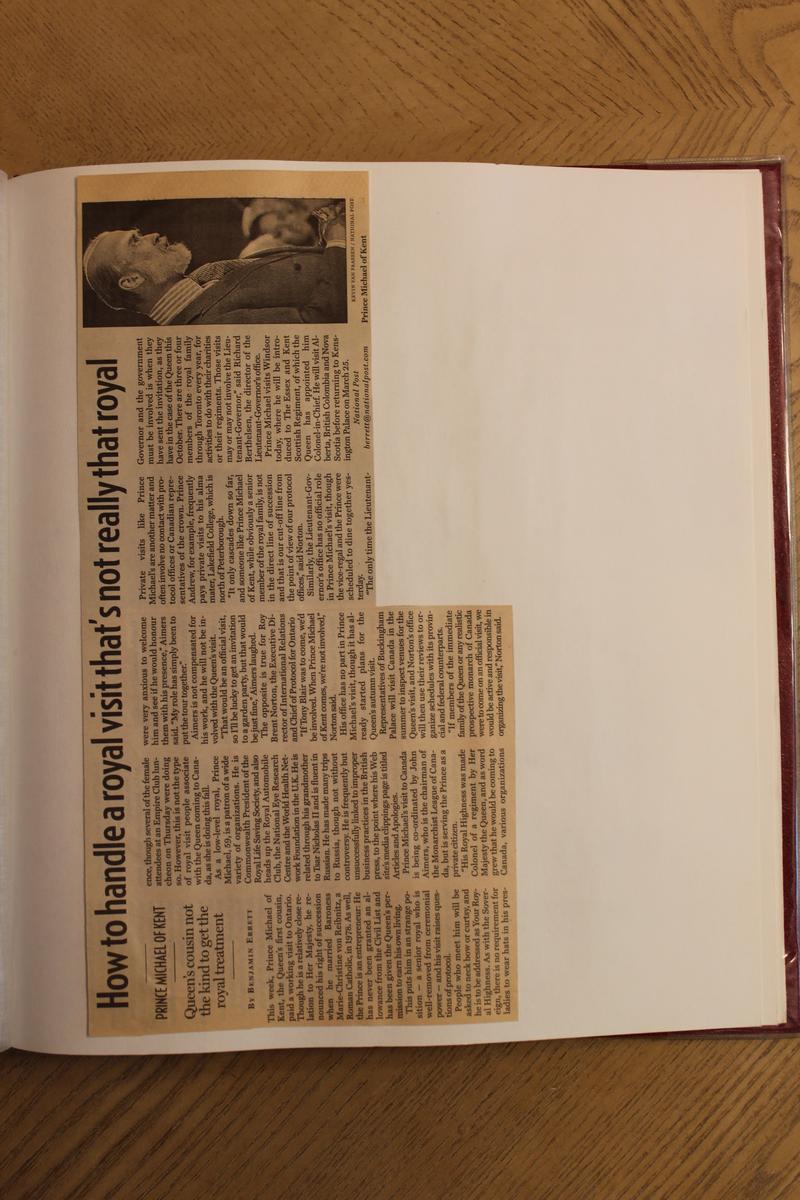 How to handle a royal visit that's not really that royal
PRINCE MICHAEL OF KENT
Queen's cousin not
the kind to get the
royal treatment
BY BENJAMIN ERRETT
This week, Prince Michael of
Kent, the Queen's first cousin,
paid a working visit to Ontario.
Though he is a relatively close re-
lation to Her Majesty, he re-
nounced his right of succession
when he married Baroness
Marie-Christine von Reibnitz, a
Roman Catholic, in 1978. As well,
the Prince is an entrepreneur: He
has never been granted an al-
lowance from the Civil List and
has been given the Queen's per-
mission to earn his own living.
This puts him in a strange po-
sition — a senior royal who is
well-removed from ceremonial
power — and his visit raises ques-
tions of protocol.
People who meet him will be
asked to neck bow or curtsy, and
he is to be addressed as Your Roy-
al Highness. As with the Sover-
eign, there is no requirement for
ladies to wear hats in his pres-
ence, though several of the female
attendees at an Empire Club lun-
cheon on Thursday were doing
so. However, this is not the type
of royal visit people associate
with the Queen coming to Cana-
da, as she is doing this fall.
As a low-level royal, Prince
Michael, 59, is a patron of a wide
variety of organizations. He is
Commonwealth President of the
Royal Life Saving Society, and also
heads up the Royal Automobile
Club, the National Eye Research
Centre and the World Health Net-
work Foundation in the U.K. He is
related through his grandmother
to Tsar Nicholas II and is fluent in
Russian. He has made many trips
to Russia, though not without
controversy. He is frequently but
unsuccessfully linked to improper
business practices in the British
press, to the point where his Web
site's media clippings page is titled
Articles and Apologies.
Prince Michael's visit to Canada
is being co-ordinated by John
Aimers, who is the chairman of
the Monarchist League of Cana-
da, but is serving the Prince as a
private citizen.
"His Royal Highness was made
Colonel of a regiment by Her
Majesty the Queen, and as word
grew that he would be coming to
Canada, various organizations
were very anxious to welcome
him and see if he would honour
them with his presence," Aimers
said. "My role has simply been to
put the tour together."
Aimers is not compensated for
his work, and he will not be in-
volved with the Queen's visit.
"That would be an official visit,
so I'll be lucky to get an invitation
to a garden party, but that would
be just fine," Aimers laughed.
The opposite is true for Roy
Brent Norton, the Executive Di-
rector of International Relations
and Chief of Protocol for Ontario
"If Tony Blair was to come, we'd
be involved. When Prince Michael
of Kent comes, we're not involved,"
Norton said.
His office has no part in Prince
Michael's visit, though it has al-
ready started plans for the
Queen's autumn visit.
Representatives of Buckingham
Palace will visit Canada in the
summer to inspect venues for the
Queen's visit, and Norton's office
will then use their reviews to or-
ganize schedules with its provin-
cial and federal counterparts.
"If members of the immediate
family of the Queen or any realistic
prospective monarch of Canada
were to come on an official visit, we
would be active and responsible in
organizing the visit," Norton said.
Private visits like Prince
Michael's are another matter and
often involve no contact with pro-
tocol offices or Canadian repre-
sentatives of the crown. Prince
Andrew, for example, frequently
pays private visits to his alma
mater, Lakefield College, which is
north of Peterborough.
"It only cascades down so far,
and someone like Prince Michael
of Kent, while obviously a senior
member of the royal family, is not
in the direct line of succession
and that is our cut-off line from
the point of view of our protocol
offices," said Norton.
Similarly, the Lieutenant-Gov-
ernor's office has no official role
in Prince Michael's visit, though
the vice-regal and the Prince were
scheduled to dine together yes-
terday.
"The only time the Lieutenant-
Governor and the government
must be involved is when they
have sent the invitation, as they
have in the case of the Queen this
October. There are three or four
members of the royal family
through Toronto every year, for
activities to do with their charities
or their regiments. Those visits
may or may not involve the Lieu-
tenant-Governor," said Richard
Berthelsen, the director of the
Lieutenant-Governor's office.
Prince Michael visits Windsor
today, where he will be intro-
duced to The Essex and Kent
Scottish Regiment, of which the
Queen has appointed him
Colonel-in-Chief. He will visit Al-
berta, British Colombia and Nova
Scotia before returning to Kens-
ington Palace on March 25.
National Post
berrett@nationalpost.com
KEVIN VAN PAASSEN / NATIONAL POST
Prince Michael of Kent